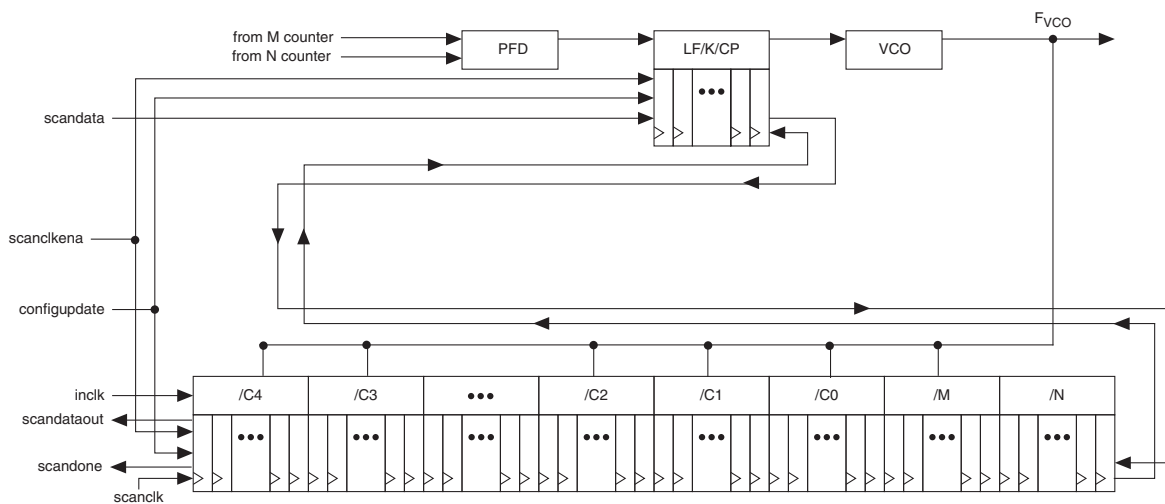 F_VCO
from M counter
from N counter
PFD
LF/K/CP
VCO
•••
scandata
scanclkena
configupdate
inclk
/C4
/C3
•••
/C2
/C1
/C0
/M
/N
scandataout
••• ••• ••• ••• ••• ••• ••• •••
scandone
scanclk